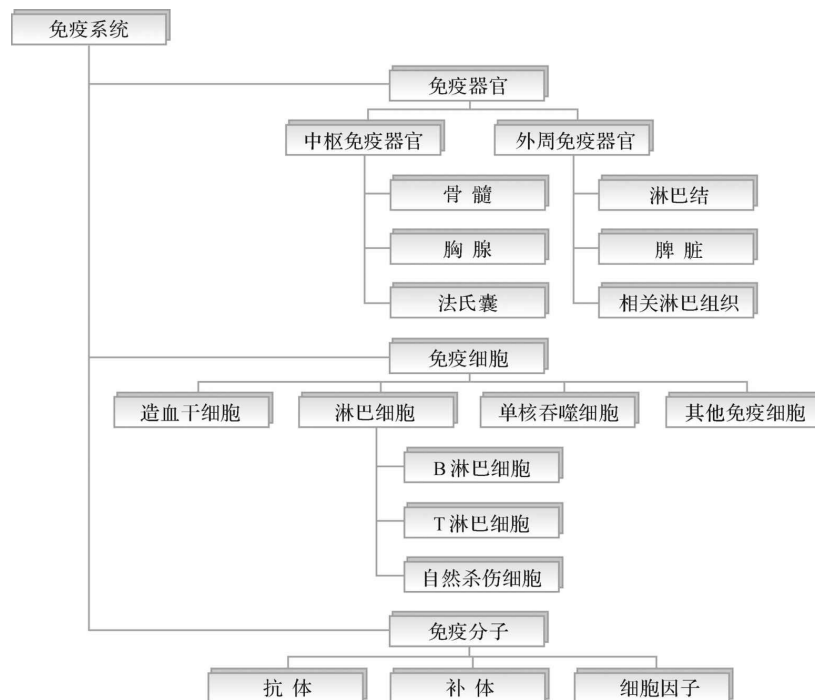 免疫系统
免疫器官
中枢免疫器官
外周免疫器官
骨髓
淋巴结
胸腺
脾脏
法氏囊
相关淋巴组织
免疫细胞
造血干细胞
淋巴细胞
单核吞噬细胞
其他免疫细胞
B淋巴细胞
T淋巴细胞
自然杀伤细胞
免疫分子
抗体
补体
细胞因子